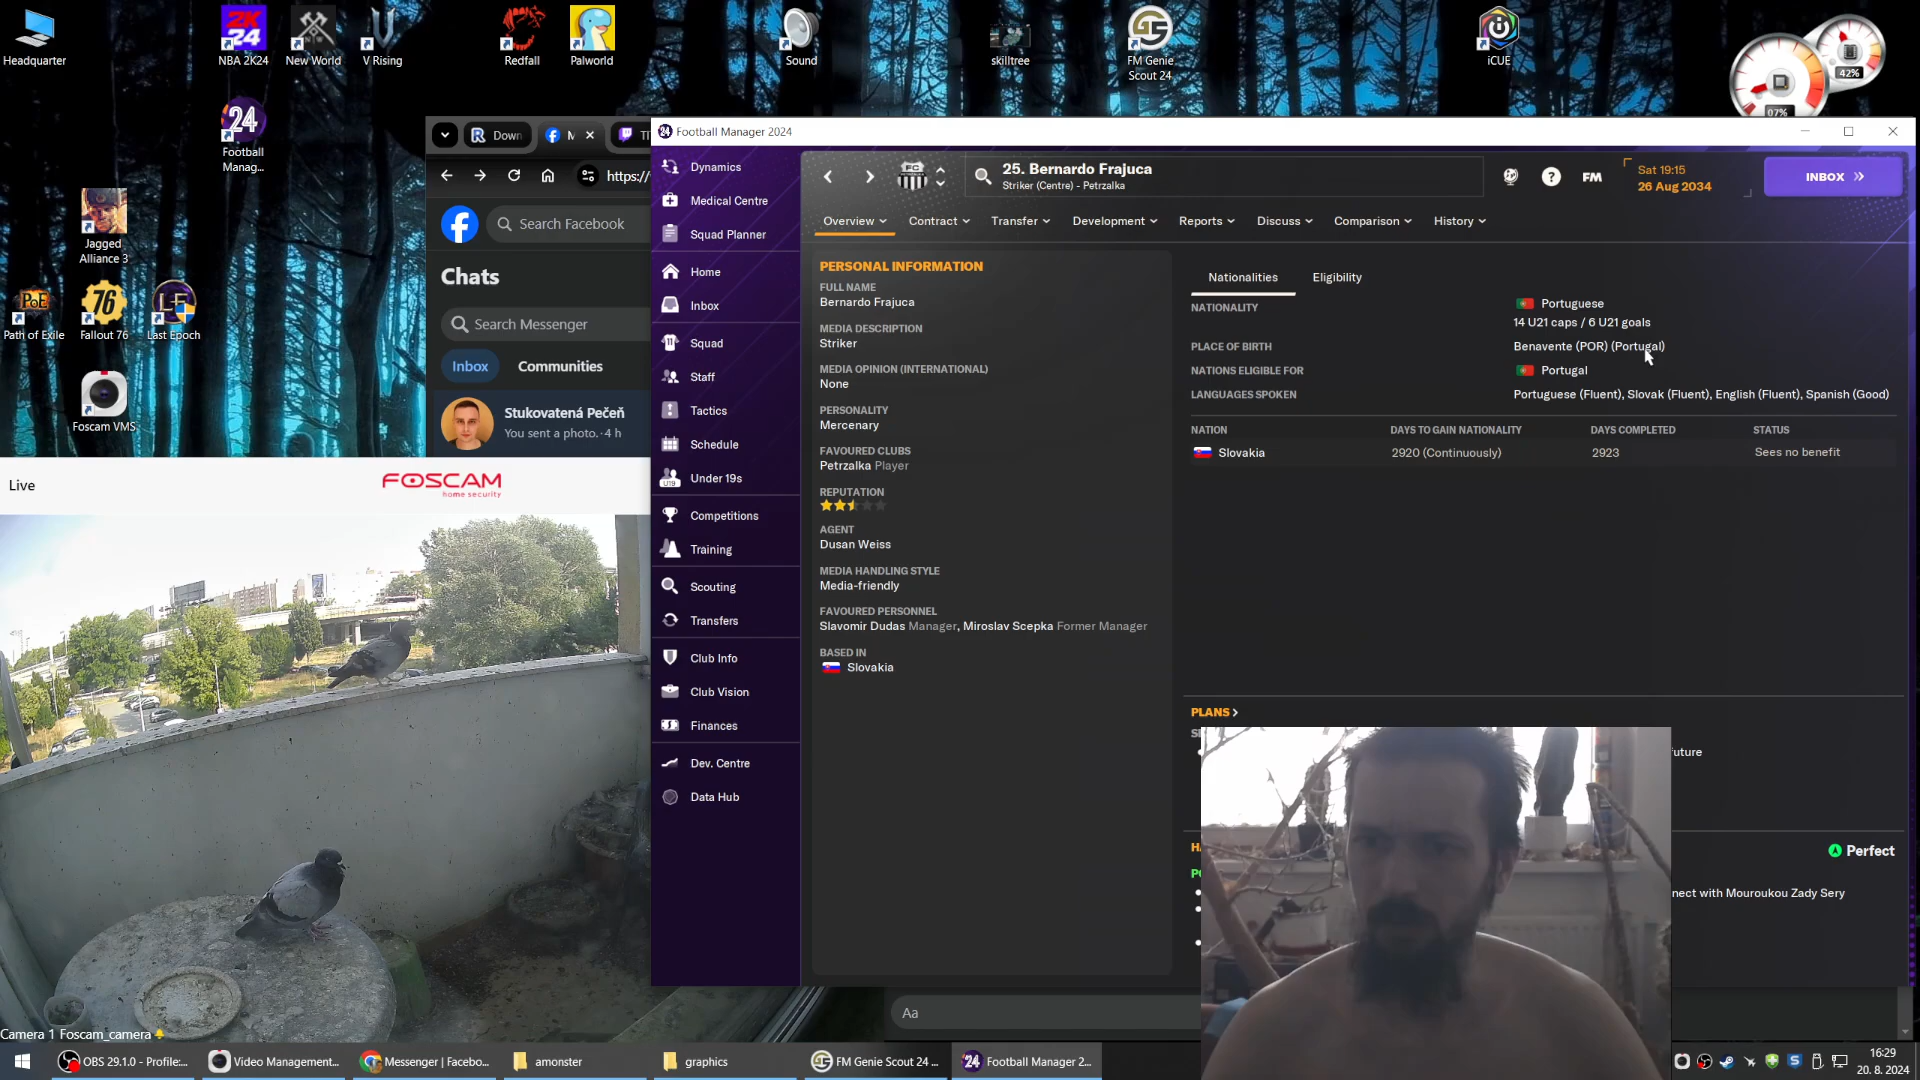 Headquarter
NBA 2K24
New World
V Rising
Redfall
Palworld
Sound
skilltree
FM Genie
Scout 24
iCUE
42%
07%
Football
Manag...
Jagged
Alliance 3
Path of Exile
Fallout 76
Last Epoch
Foscam VMS
Down
M
https://
Search Facebook
Chats
Search Messenger
Inbox
Communities
Stukovatená Pečeň
You sent a photo. · 4 h
Live
FOSCAM
home security
Camera 1 Foscam_camera
Football Manager 2024
Dynamics
Medical Centre
Squad Planner
Home
Inbox
Squad
Staff
Tactics
Schedule
Under 19s
Competitions
Training
Scouting
Transfers
Club Info
Club Vision
Finances
Dev. Centre
Data Hub
25. Bernardo Frajuca
Striker (Centre) - Petrzalka
FM
Sat 19:15
26 Aug 2034
INBOX
Overview
Contract
Transfer
Development
Reports
Discuss
Comparison
History
PERSONAL INFORMATION
FULL NAME
Bernardo Frajuca
MEDIA DESCRIPTION
Striker
MEDIA OPINION (INTERNATIONAL)
None
PERSONALITY
Mercenary
FAVOURED CLUBS
Petrzalka Player
REPUTATION
AGENT
Dusan Weiss
MEDIA HANDLING STYLE
Media-friendly
FAVOURED PERSONNEL
Slavomir Dudas Manager, Miroslav Scepka Former Manager
BASED IN
Slovakia
Nationalities
Eligibility
NATIONALITY
Portuguese
14 U21 caps / 6 U21 goals
PLACE OF BIRTH
Benavente (POR) (Portugal)
NATIONS ELIGIBLE FOR
Portugal
LANGUAGES SPOKEN
Portuguese (Fluent), Slovak (Fluent), English (Fluent), Spanish (Good)
NATION
DAYS TO GAIN NATIONALITY
DAYS COMPLETED
STATUS
Slovakia
2920 (Continuously)
2923
Sees no benefit
PLANS
uture
Perfect
nect with Mouroukou Zady Sery
Aa
OBS 29.1.0 - Profile:...
Video Management...
Messenger | Facebo...
amonster
graphics
FM Genie Scout 24 ...
Football Manager 2...
16:29
20. 8. 2024